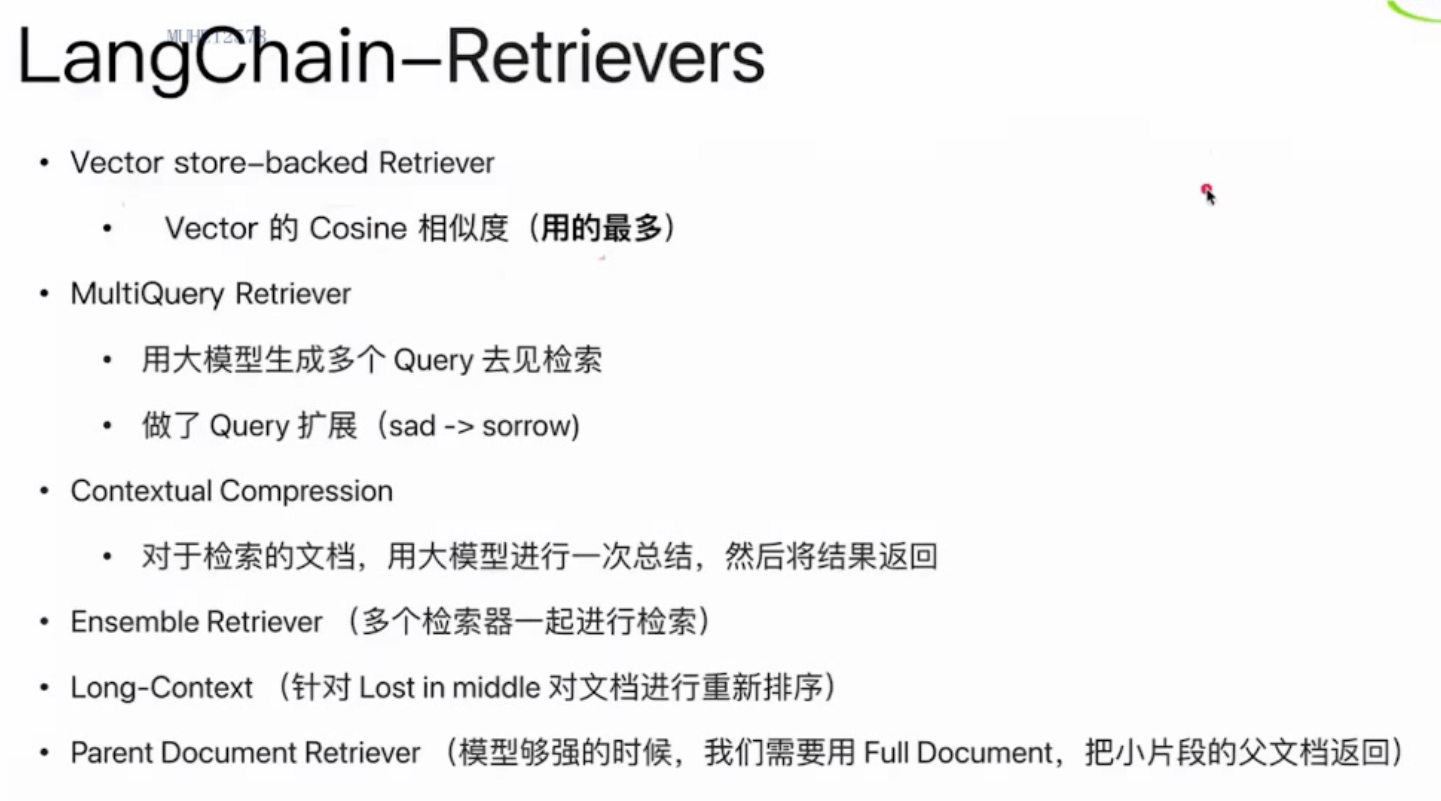 LangChain–Retrievers
• Vector store–backed Retriever
• Vector 的 Cosine 相似度（用的最多）
• MultiQuery Retriever
• 用大模型生成多个 Query 去见检索
• 做了 Query 扩展（sad -> sorrow)
• Contextual Compression
• 对于检索的文档，用大模型进行一次总结，然后将结果返回
• Ensemble Retriever （多个检索器一起进行检索）
• Long-Context （针对 Lost in middle 对文档进行重新排序）
• Parent Document Retriever （模型够强的时候，我们需要用 Full Document，把小片段的父文档返回）